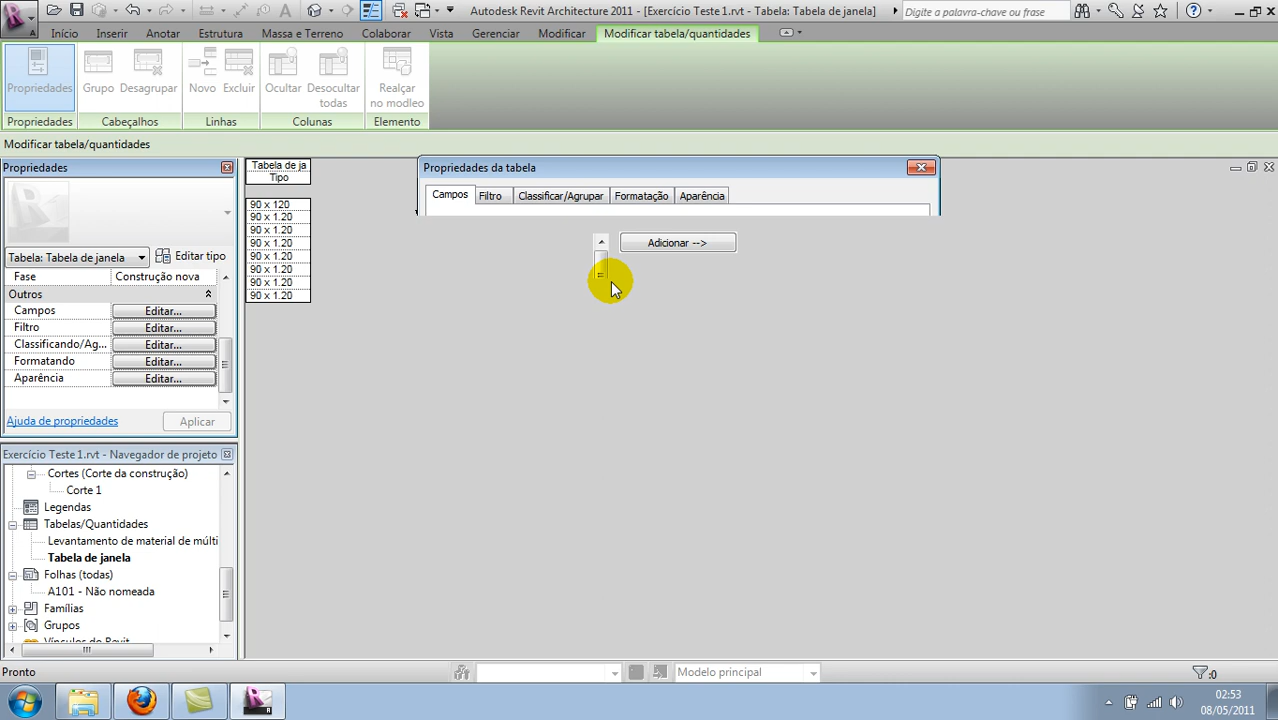 Autodesk Revit Architecture 2011 - [Exercício Teste 1.rvt - Tabela: Tabela de janela]
Digite a palavra-chave ou frase
Início Inserir Anotar Estrutura Massa e Terreno Colaborar Vista Gerenciar Modificar Modificar tabela/quantidades
Propriedades Grupo Desagrupar Novo Excluir Ocultar Desocultar todas Realçar no modleo
Propriedades Cabeçalhos Linhas Colunas Elemento
Modificar tabela/quantidades
Propriedades
Tabela: Tabela de janela
Editar tipo
Fase Construção nova
Outros
Campos Editar...
Filtro Editar...
Classificando/Ag... Editar...
Formatando Editar...
Aparência Editar...
Ajuda de propriedades
Aplicar
Exercício Teste 1.rvt - Navegador de projeto
Cortes (Corte da construção)
Corte 1
Legendas
Tabelas/Quantidades
Levantamento de material de múlti
Tabela de janela
Folhas (todas)
A101 - Não nomeada
Famílias
Grupos
Vínculos do Revit
Tabela de ja
Tipo
90 x 120
90 x 1.20
90 x 1.20
90 x 1.20
90 x 1.20
90 x 1.20
90 x 1.20
90 x 1.20
Propriedades da tabela
Campos Filtro Classificar/Agrupar Formatação Aparência
Adicionar -->
Pronto
Modelo principal
:0
02:53
08/05/2011